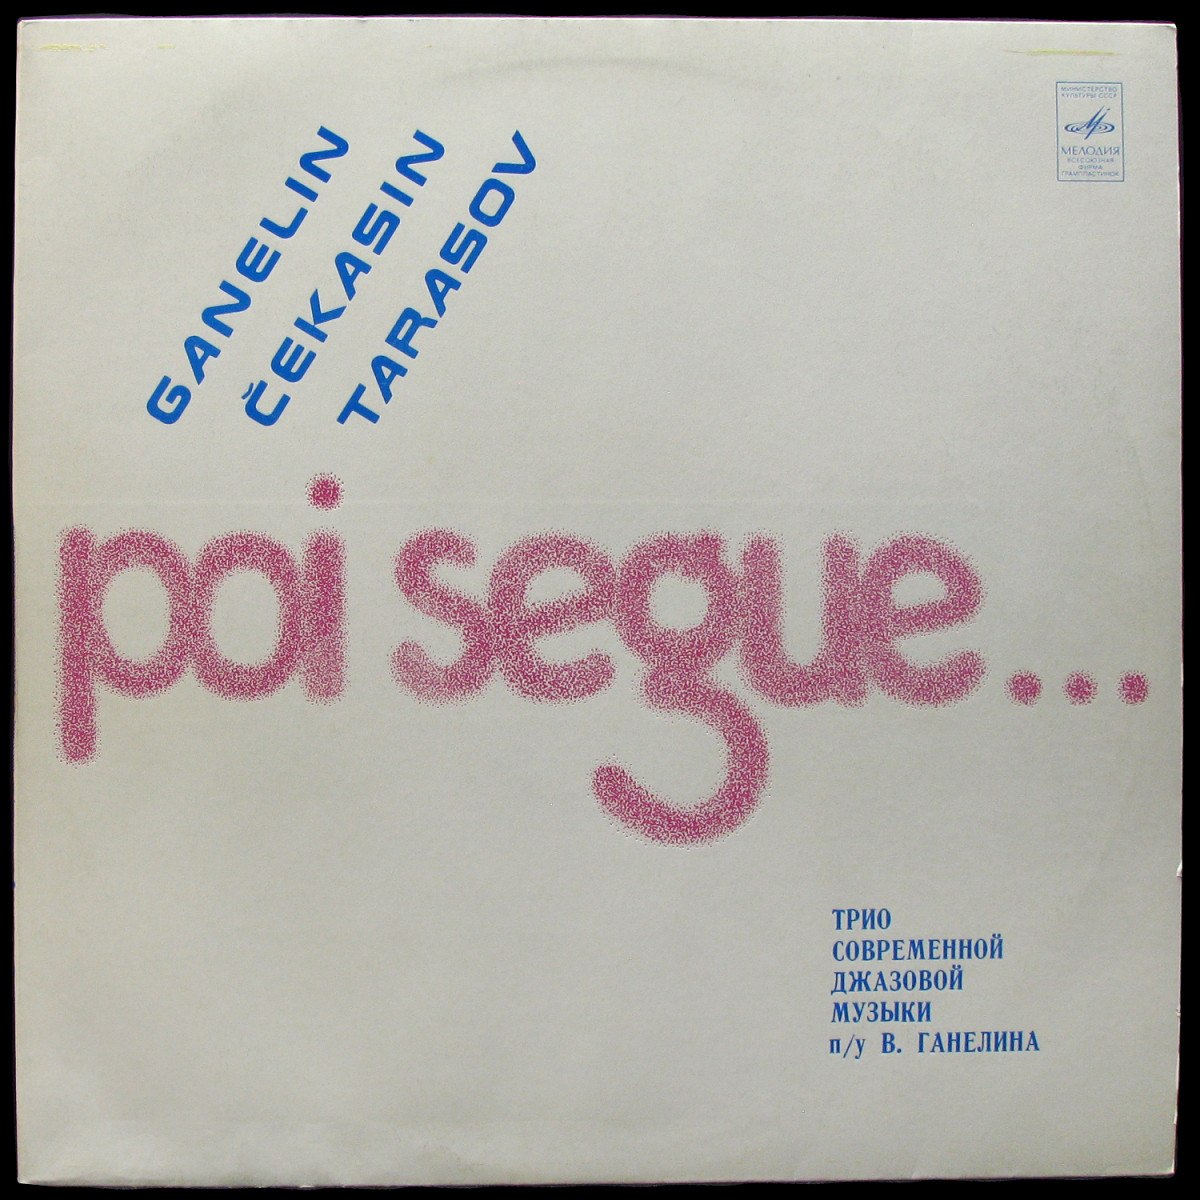 GANELIN
ČEKASIN
TARASOV
МИНИСТЕРСТВО
КУЛЬТУРЫ СССР
МЕЛОДИЯ
ВСЕСОЮЗНАЯ
ФИРМА
ГРАМПЛАСТИНОК
poi segue...
ТРИО
СОВРЕМЕННОЙ
ДЖАЗОВОЙ
МУЗЫКИ
п/у В. ГАНЕЛИНА